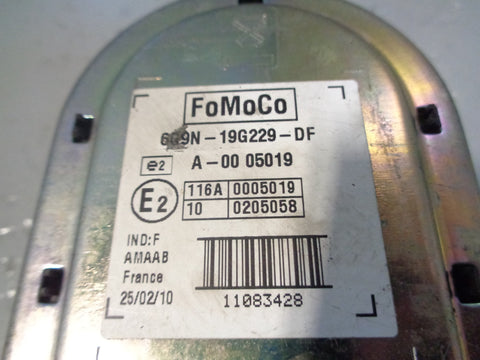 FoMoCo
6G9N-19G229-DF
e2 A-00 05019
E2 116A 0005019
10 0205058
IND:F
AMAAB
France
25/02/10
11083428